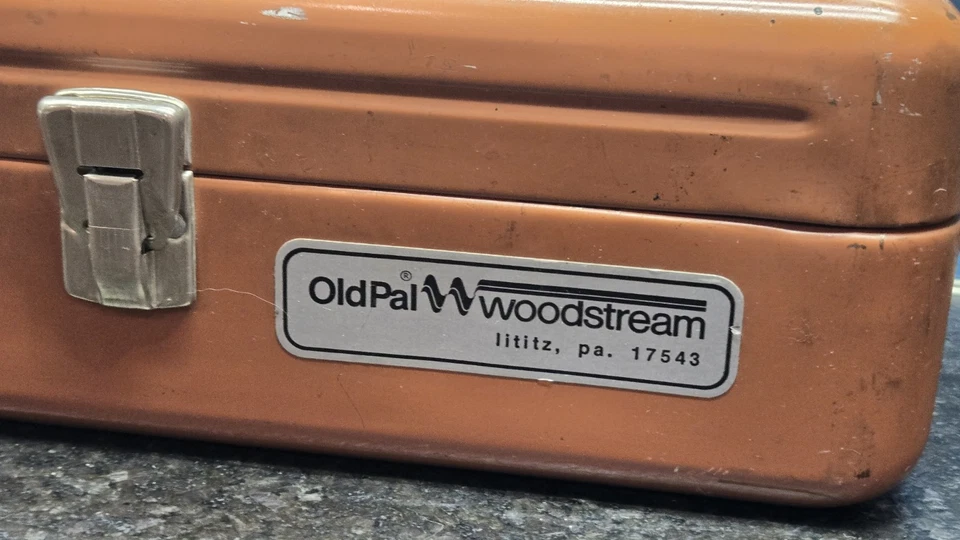 OldPal® woodstream
lititz, pa. 17543